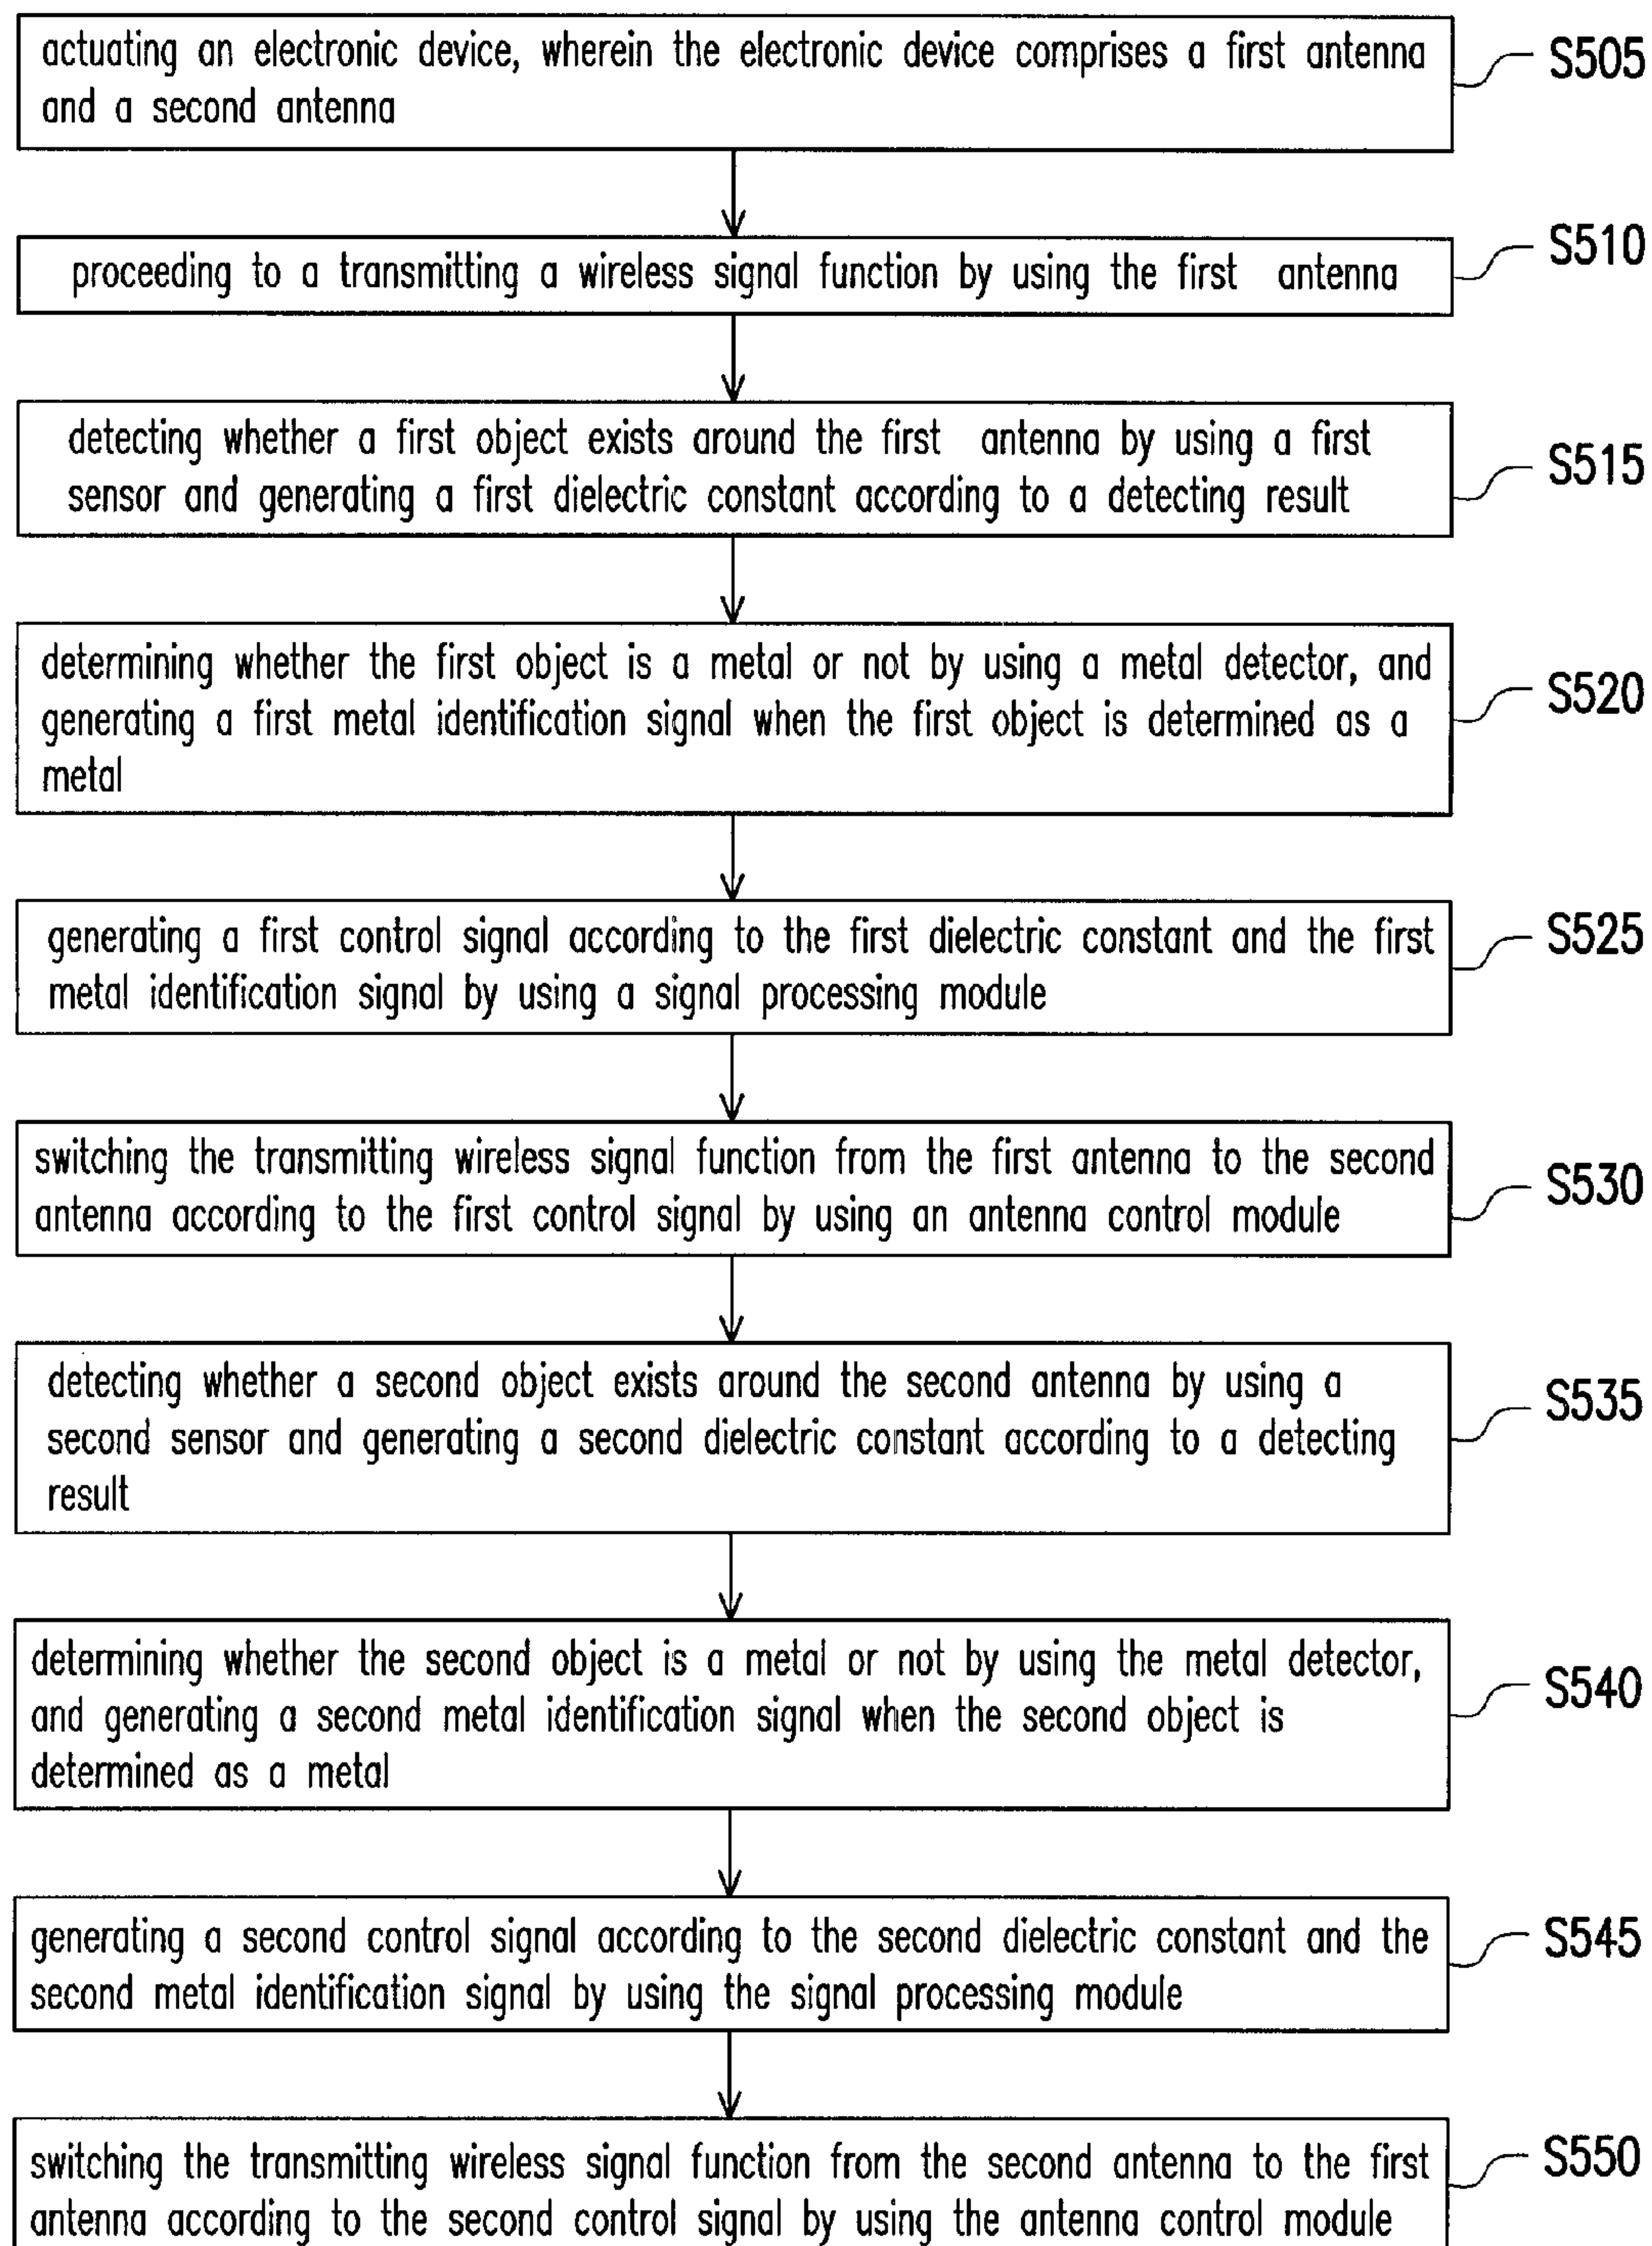 actuating an electronic device, wherein the electronic device comprises a first antenna
and a second antenna
S505
proceeding to a transmitting a wireless signal function by using the first antenna
S510
detecting whether a first object exists around the first antenna by using a first
sensor and generating a first dielectric constant according to a detecting result
S515
determining whether the first object is a metal or not by using a metal detector, and
generating a first metal identification signal when the first object is determined as a
metal
S520
generating a first control signal according to the first dielectric constant and the first
metal identification signal by using a signal processing module
S525
switching the transmitting wireless signal function from the first antenna to the second
antenna according to the first control signal by using an antenna control module
S530
detecting whether a second object exists around the second antenna by using a
second sensor and generating a second dielectric constant according to a detecting
result
S535
determining whether the second object is a metal or not by using the metal detector,
and generating a second metal identification signal when the second object is
determined as a metal
S540
generating a second control signal according to the second dielectric constant and the
second metal identification signal by using the signal processing module
S545
switching the transmitting wireless signal function from the second antenna to the first
antenna according to the second control signal by using the antenna control module
S550